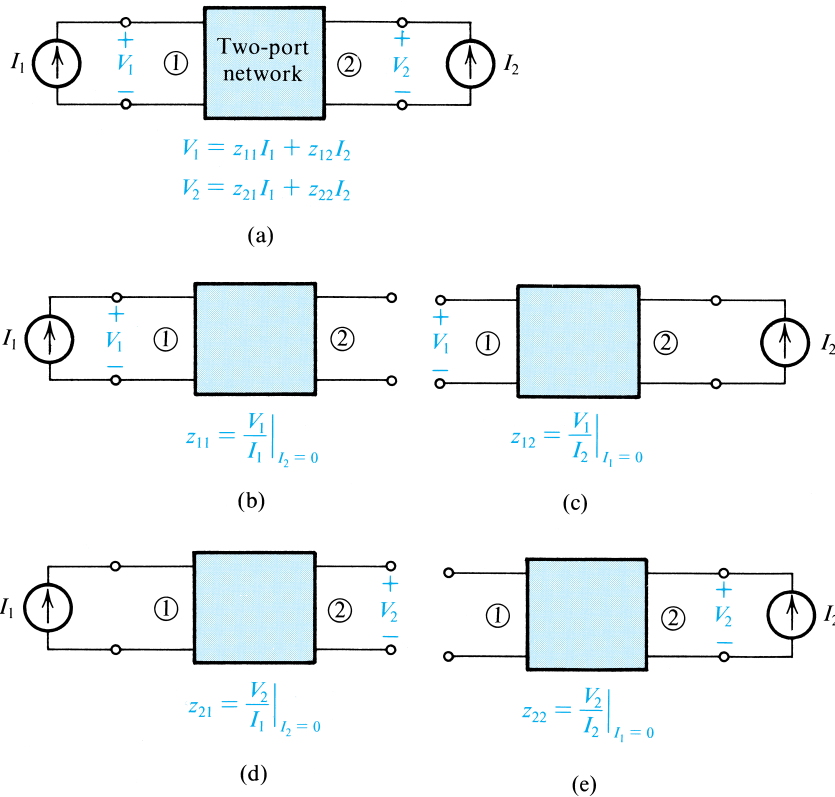 I₁ + V₁ − ① Two-port network ② + V₂ − I₂
V₁ = z₁₁I₁ + z₁₂I₂
V₂ = z₂₁I₁ + z₂₂I₂
(a)
I₁ + V₁ − ① ②
z₁₁ = V₁/I₁ |I₂ = 0
(b)
+ V₁ − ① ② I₂
z₁₂ = V₁/I₂ |I₁ = 0
(c)
I₁ ① ② + V₂ −
z₂₁ = V₂/I₁ |I₂ = 0
(d)
① ② + V₂ − I₂
z₂₂ = V₂/I₂ |I₁ = 0
(e)